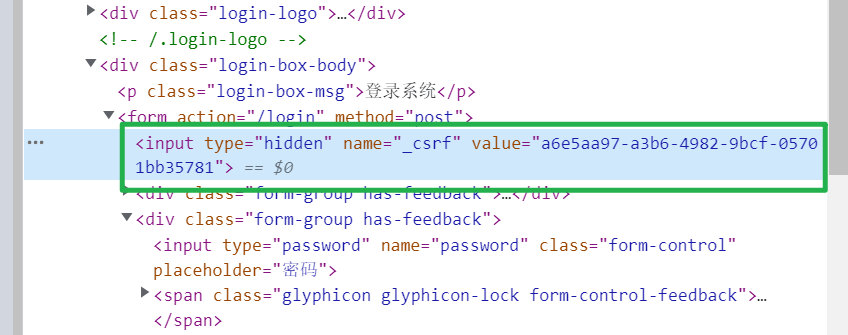 ▶<div class="login-logo">…</div>
<!-- /.login-logo -->
▼<div class="login-box-body">
<p class="login-box-msg">登录系统</p>
▼<form action="/login" method="post">
<input type="hidden" name="_csrf" value="a6e5aa97-a3b6-4982-9bcf-0570
1bb35781"> == $0
▶<div class="form-group has-feedback">…</div>
▼<div class="form-group has-feedback">
<input type="password" name="password" class="form-control"
placeholder="密码">
▶<span class="glyphicon glyphicon-lock form-control-feedback">…
</span>